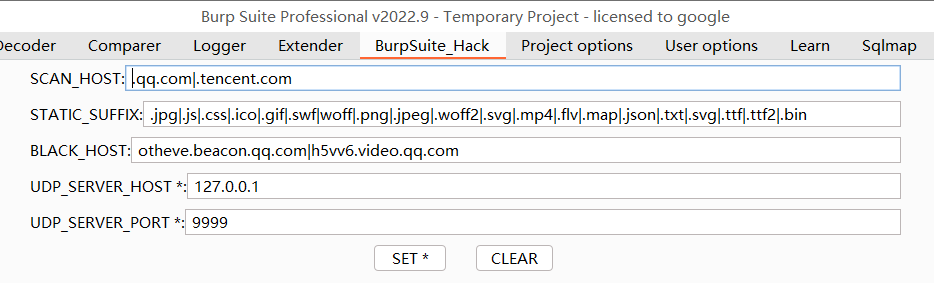 Burp Suite Professional v2022.9 - Temporary Project - licensed to google
Decoder Comparer Logger Extender BurpSuite_Hack Project options User options Learn Sqlmap
SCAN_HOST: .qq.com|.tencent.com
STATIC_SUFFIX: .jpg|.js|.css|.ico|.gif|.swf|woff|.png|.jpeg|.woff2|.svg|.mp4|.flv|.map|.json|.txt|.svg|.ttf|.ttf2|.bin
BLACK_HOST: otheve.beacon.qq.com|h5vv6.video.qq.com
UDP_SERVER_HOST *: 127.0.0.1
UDP_SERVER_PORT *: 9999
SET * CLEAR